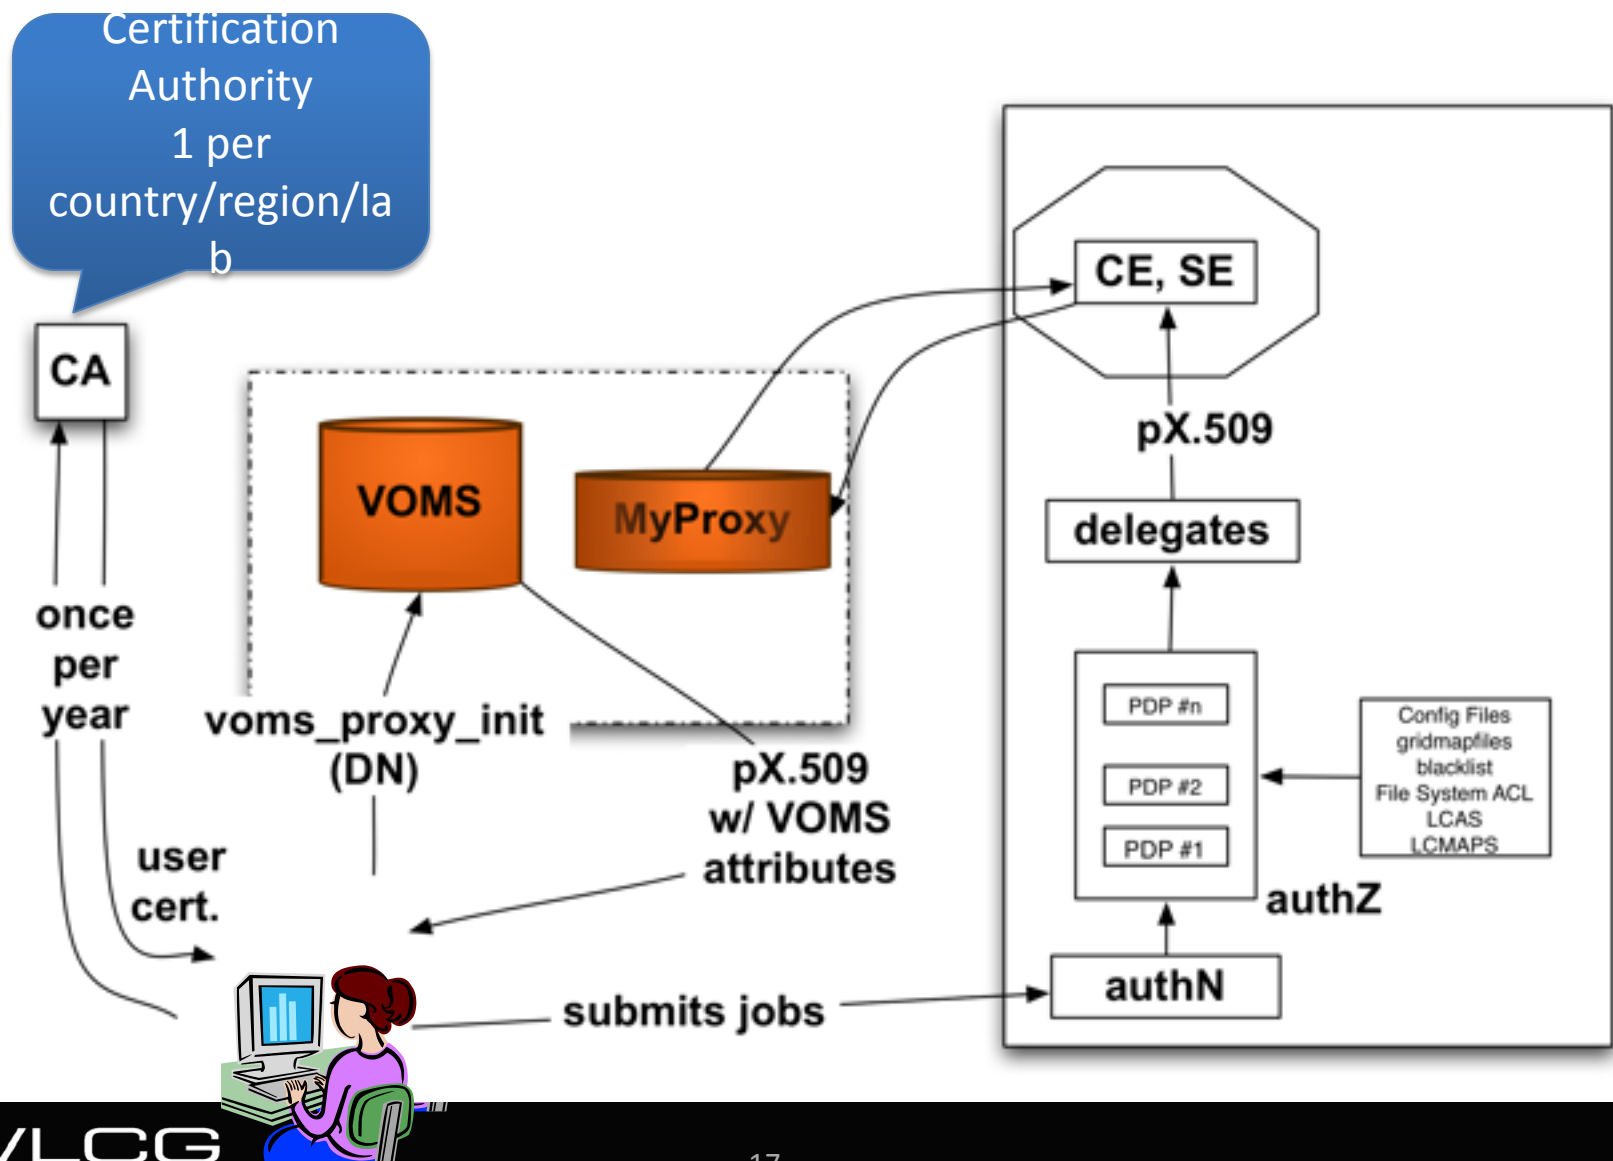 Certification
Authority
1 per
country/region/la
b
CA
CE, SE
pX.509
VOMS
MyProxy
delegates
once
per
year
voms_proxy_init
(DN)
pX.509
w/ VOMS
attributes
PDP #n
PDP #2
PDP #1
Config Files
gridmapfiles
blacklist
File System ACL
LCAS
LCMAPS
authZ
user
cert.
submits jobs
authN
LCG
17